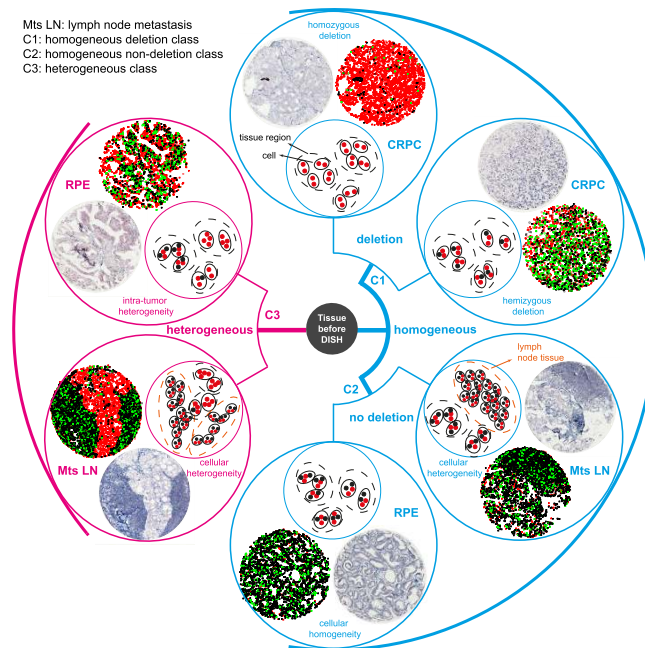 Mts LN: lymph node metastasis
C1: homogeneous deletion class
C2: homogeneous non-deletion class
C3: heterogeneous class
homozygous
deletion
tissue region
cell
CRPC
RPE
intra-tumor
heterogeneity
CRPC
hemizygous
deletion
deletion
C1
C3
heterogeneous
Tissue
before
DISH
homogeneous
C2
no deletion
lymph
node tissue
cellular
heterogeneity
Mts LN
Mts LN
cellular
heterogeneity
RPE
cellular
homogeneity